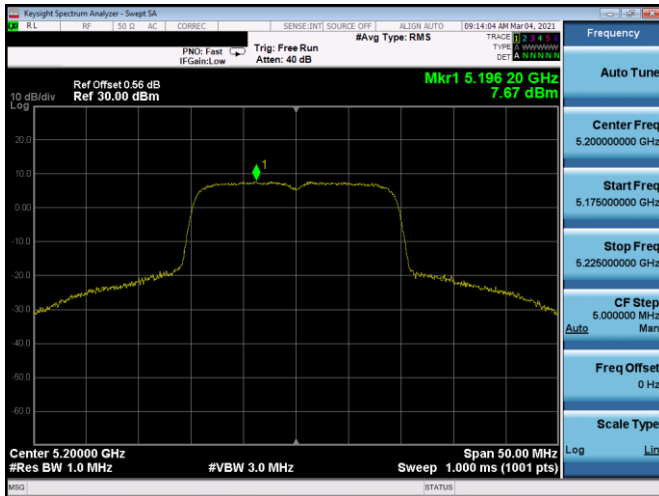 Keysight Spectrum Analyzer - Swept SA
RL RF 50 Ω AC CORREC SENSE:INT SOURCE OFF ALIGN AUTO 09:14:04 AM Mar 04, 2021
#Avg Type: RMS
TRACE 1 2 3 4 5 6
TYPE A WWWWW
DET A N N N N N
PNO: Fast
IFGain:Low
Trig: Free Run
Atten: 40 dB
Ref Offset 0.56 dB
10 dB/div Ref 30.00 dBm
Log
Mkr1 5.196 20 GHz
7.67 dBm
20.0
10.0
0.00
-10.0
-20.0
-30.0
-40.0
-50.0
-60.0
1
Center 5.20000 GHz
Span 50.00 MHz
#Res BW 1.0 MHz
#VBW 3.0 MHz
Sweep 1.000 ms (1001 pts)
MSG
STATUS
Frequency
Auto Tune
Center Freq
5.200000000 GHz
Start Freq
5.175000000 GHz
Stop Freq
5.225000000 GHz
CF Step
5.000000 MHz
Auto Man
Freq Offset
0 Hz
Scale Type
Log Lin